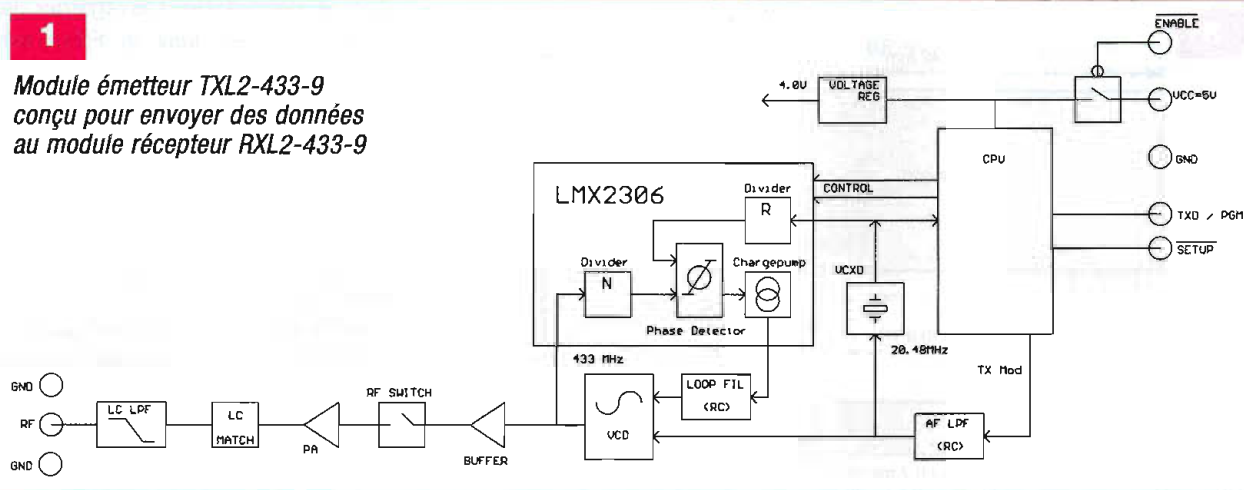 1
Module émetteur TXL2-433-9
conçu pour envoyer des données
au module récepteur RXL2-433-9
ENABLE
4.0V
VOLTAGE
REG
VCC=5V
CPU
GND
LMX2306
Divider
R
CONTROL
TXD / PGM
SETUP
Divider
N
Chargepump
VCXO
Phase Detector
20.48MHz
433 MHz
TX Mod
GND
RF
GND
LC LPF
LC
MATCH
PA
RF SWITCH
BUFFER
VCO
LOOP FIL
(RC)
AF LPF
(RC)